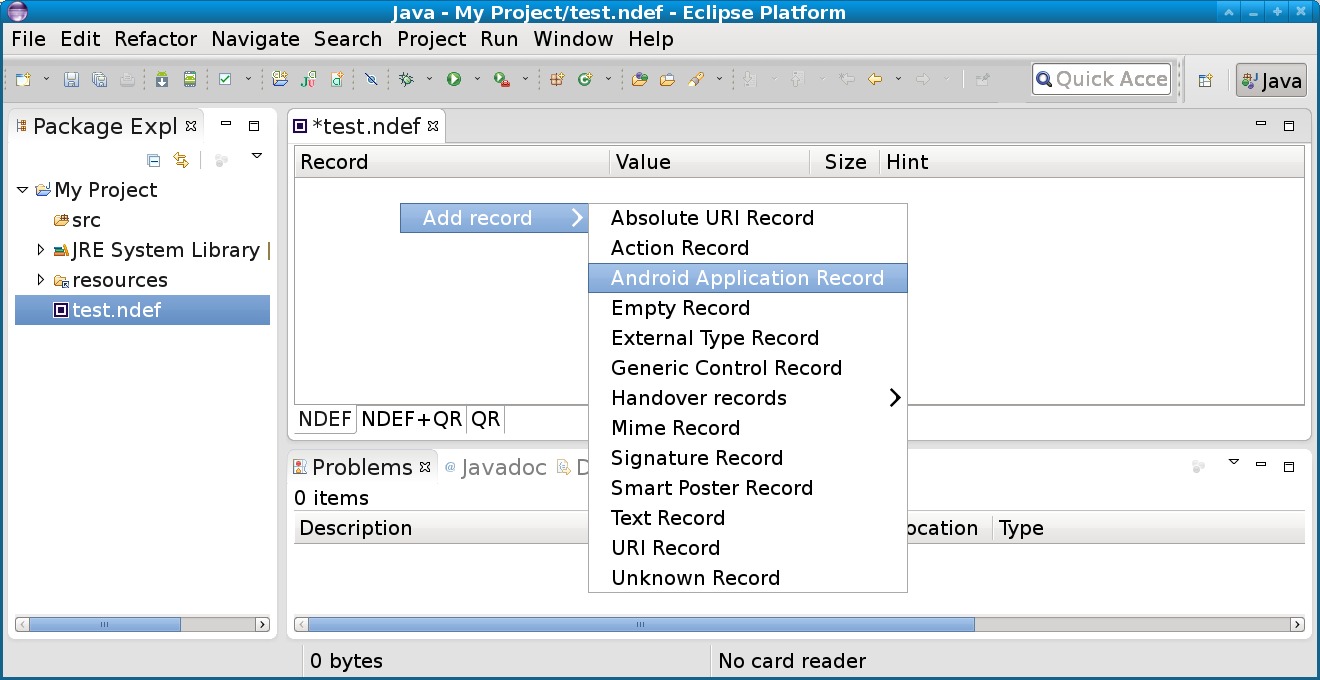 Java - My Project/test.ndef - Eclipse Platform
File Edit Refactor Navigate Search Project Run Window Help
Quick Acce
Java
Package Expl
*test.ndef
Record Value Size Hint
My Project
src
JRE System Library
resources
test.ndef
Add record
Absolute URI Record
Action Record
Android Application Record
Empty Record
External Type Record
Generic Control Record
Handover records
Mime Record
Signature Record
Smart Poster Record
Text Record
URI Record
Unknown Record
NDEF NDEF+QR QR
Problems @ Javadoc D
0 items
Description ocation Type
0 bytes No card reader